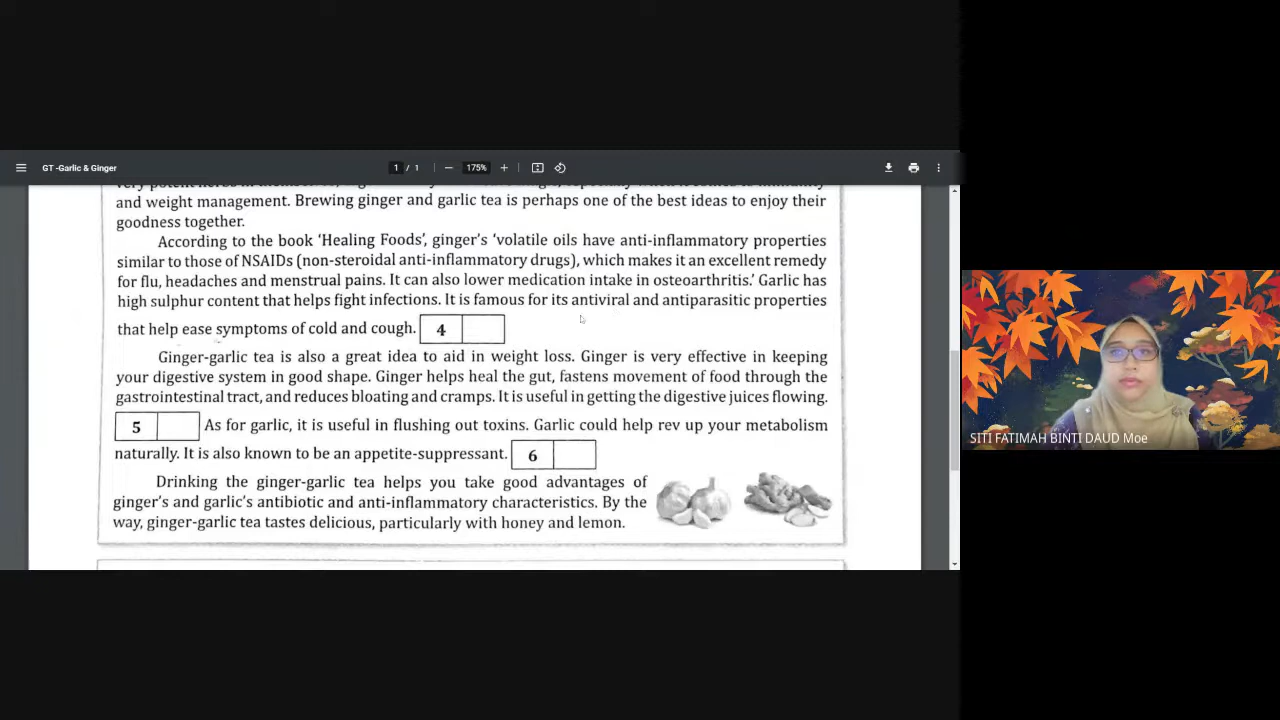 GT -Garlic & Ginger
1 / 1
175%
and weight management. Brewing ginger and garlic tea is perhaps one of the best ideas to enjoy their
goodness together.
According to the book ‘Healing Foods’, ginger’s ‘volatile oils have anti-inflammatory properties
similar to those of NSAIDs (non-steroidal anti-inflammatory drugs), which makes it an excellent remedy
for flu, headaches and menstrual pains. It can also lower medication intake in osteoarthritis.’ Garlic has
high sulphur content that helps fight infections. It is famous for its antiviral and antiparasitic properties
that help ease symptoms of cold and cough. 4
Ginger-garlic tea is also a great idea to aid in weight loss. Ginger is very effective in keeping
your digestive system in good shape. Ginger helps heal the gut, fastens movement of food through the
gastrointestinal tract, and reduces bloating and cramps. It is useful in getting the digestive juices flowing.
5 As for garlic, it is useful in flushing out toxins. Garlic could help rev up your metabolism
naturally. It is also known to be an appetite-suppressant. 6
Drinking the ginger-garlic tea helps you take good advantages of
ginger’s and garlic’s antibiotic and anti-inflammatory characteristics. By the
way, ginger-garlic tea tastes delicious, particularly with honey and lemon.
SITI FATIMAH BINTI DAUD Moe